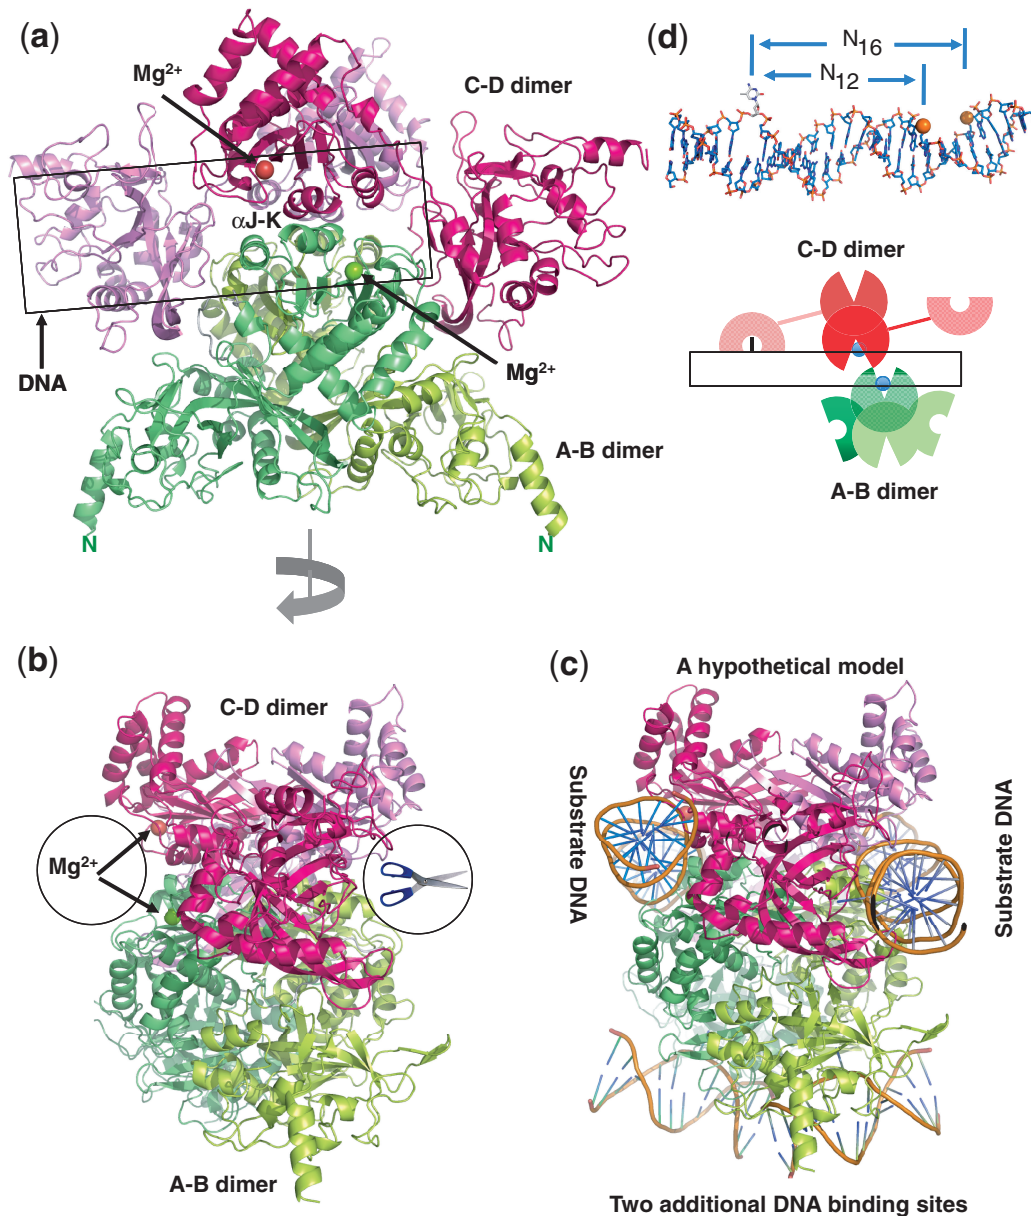 (a)
Mg2+
C-D dimer
αJ-K
DNA
Mg2+
A-B dimer
N
N
(d)
N16
N12
C-D dimer
A-B dimer
(b)
C-D dimer
Mg2+
A-B dimer
(c)
A hypothetical model
Substrate DNA
Substrate DNA
Two additional DNA binding sites